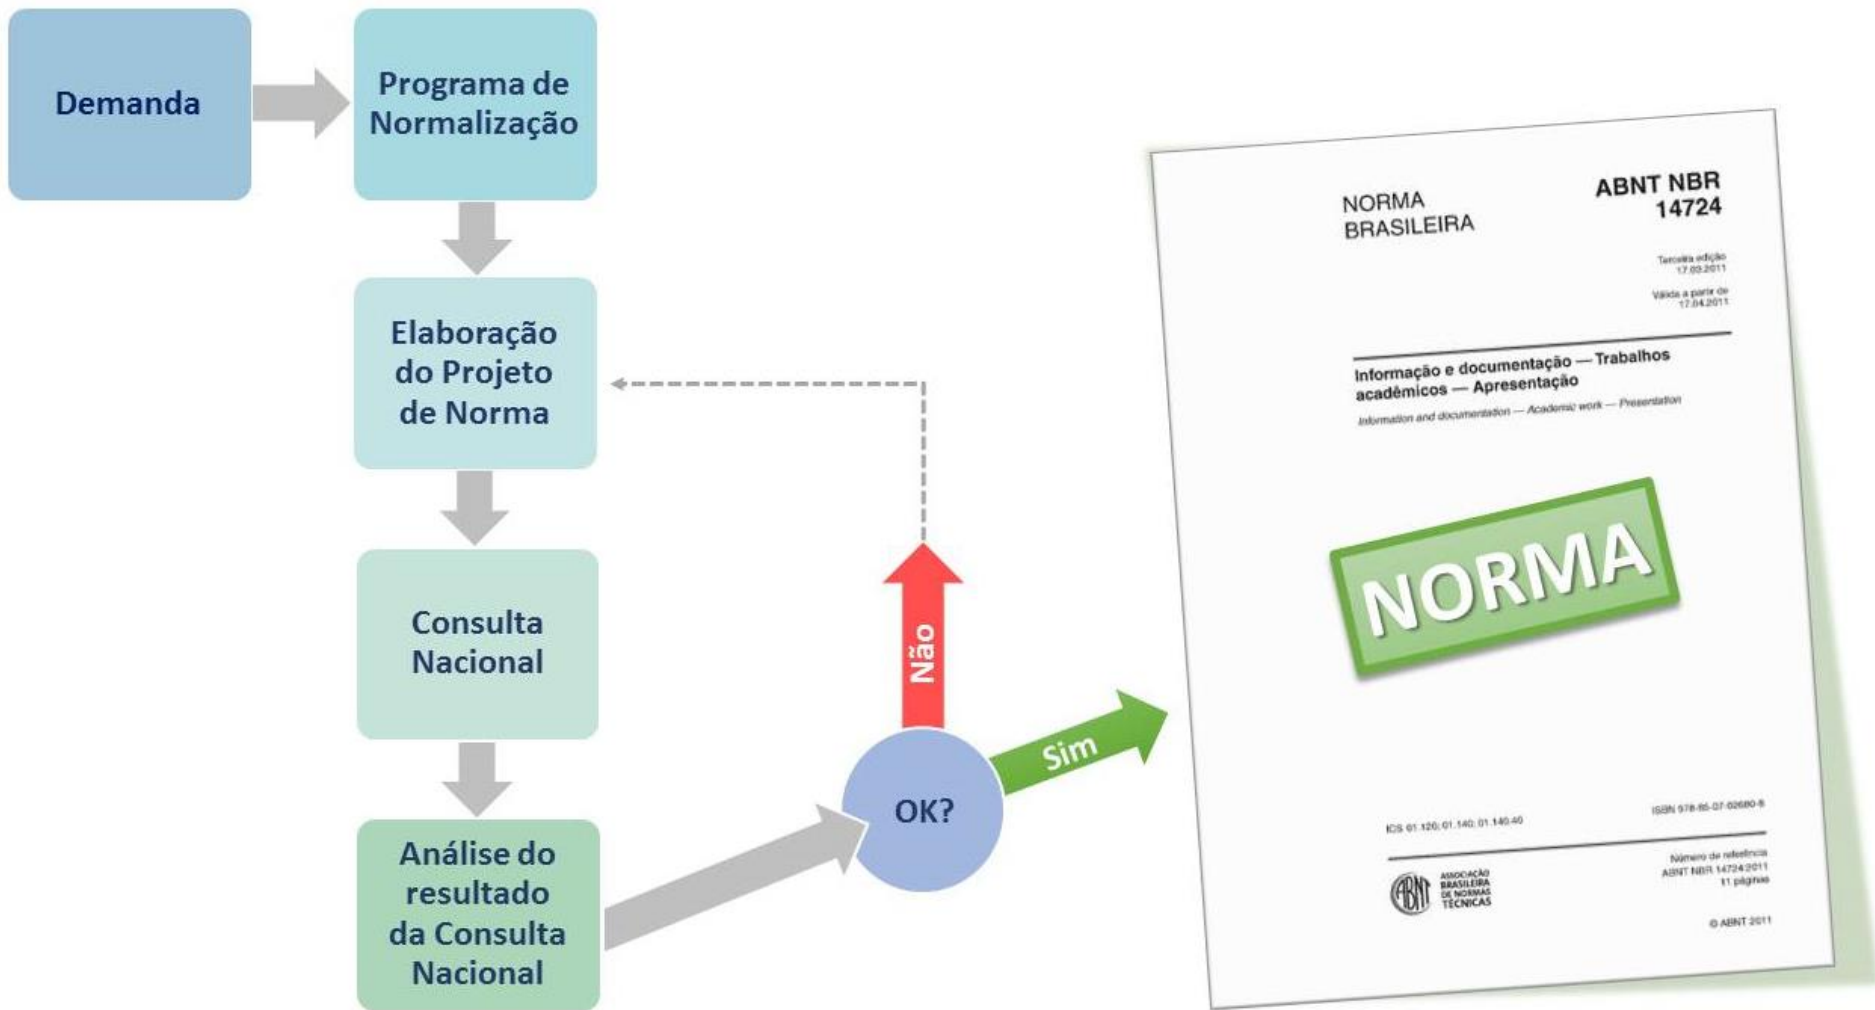 Demanda
Programa de
Normalização
Elaboração
do Projeto
de Norma
Consulta
Nacional
Análise do
resultado
da Consulta
Nacional
OK?
Não
Sim
NORMA
BRASILEIRA
ABNT NBR
14724
Terceira edição
17.03.2011
Válida a partir de
17.04.2011
Informação e documentação — Trabalhos
acadêmicos — Apresentação
Information and documentation — Academic work — Presentation
NORMA
ICS 01.120; 01.140; 01.140.40
ISBN 978-85-07-02680-8
ABNT
ASSOCIAÇÃO
BRASILEIRA
DE NORMAS
TÉCNICAS
Número de referência
ABNT NBR 14724:2011
11 páginas
© ABNT 2011